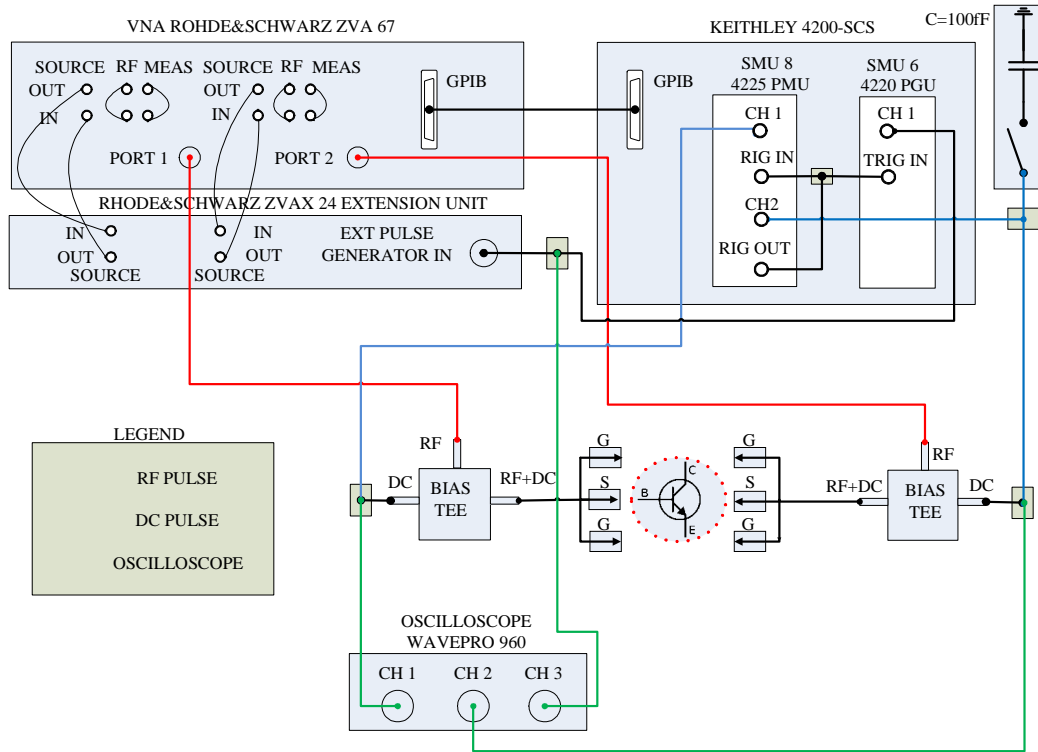 VNA ROHDE&SCHWARZ ZVA 67
SOURCE RF MEAS SOURCE RF MEAS
OUT OUT
IN IN
PORT 1 PORT 2
GPIB
KEITHLEY 4200-SCS
GPIB
SMU 8
4225 PMU
CH 1
RIG IN
CH2
RIG OUT
SMU 6
4220 PGU
CH 1
TRIG IN
C=100fF
RHODE&SCHWARZ ZVAX 24 EXTENSION UNIT
IN IN
OUT OUT
SOURCE SOURCE
EXT PULSE
GENERATOR IN
LEGEND
RF PULSE
DC PULSE
OSCILLOSCOPE
RF
DC
BIAS
TEE
RF+DC
G
S
G
C
B
E
G
S
G
RF
RF+DC
BIAS
TEE
DC
OSCILLOSCOPE
WAVEPRO 960
CH 1 CH 2 CH 3